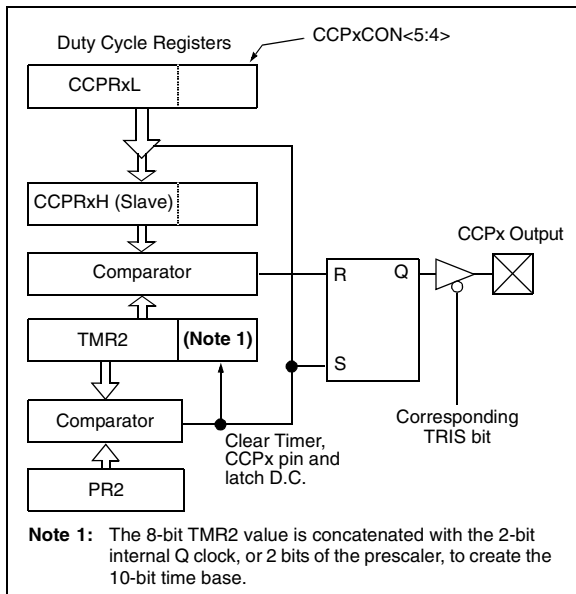 Duty Cycle Registers
CCPxCON<5:4>
CCPRxL
CCPRxH (Slave)
Comparator
TMR2
(Note 1)
Comparator
PR2
R
Q
S
CCPx Output
Corresponding
TRIS bit
Clear Timer,
CCPx pin and
latch D.C.
Note 1: The 8-bit TMR2 value is concatenated with the 2-bit
internal Q clock, or 2 bits of the prescaler, to create the
10-bit time base.